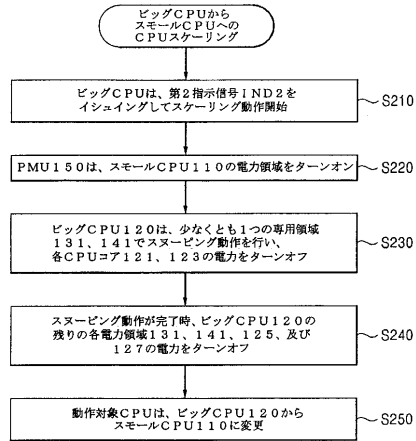 ビッグCPUから
スモールCPUへの
CPUスケーリング
ビッグCPUは、第2指示信号IND2を
イシュイングしてスケーリング動作開始
S210
PMU150は、スモールCPU110の電力領域をターンオン
S220
ビッグCPU120は、少なくとも1つの専用領域
131、141でスヌーピング動作を行い、
各CPUコア121、123の電力をターンオフ
S230
スヌーピング動作が完了時、ビッグCPU120の
残りの各電力領域131、141、125、及び
127の電力をターンオフ
S240
動作対象CPUは、ビッグCPU120から
スモールCPU110に変更
S250